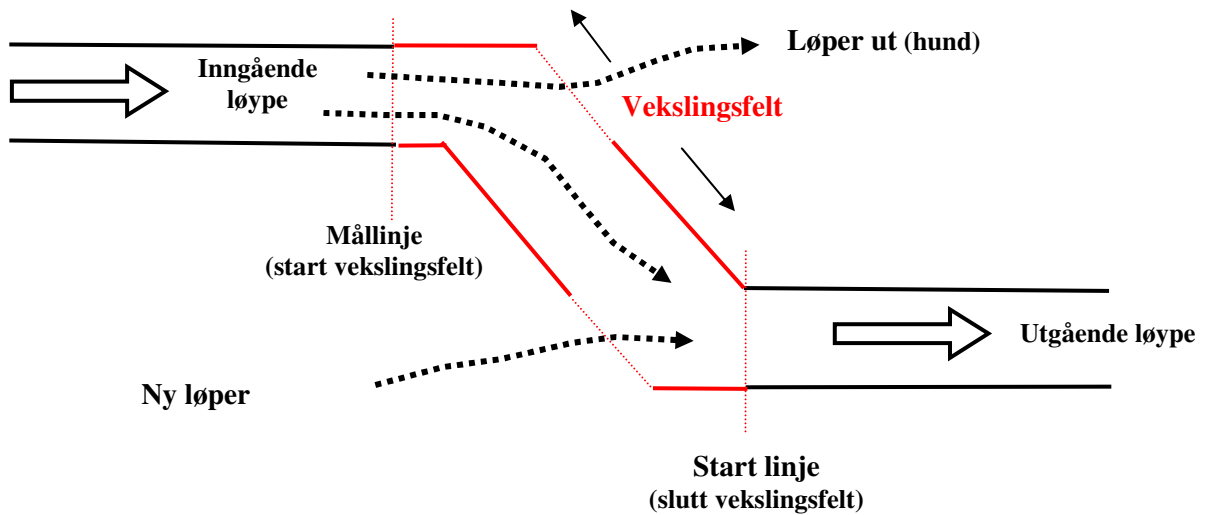 Løper ut (hund)
Inngående
løype
Vekslingsfelt
Mållinje
(start vekslingsfelt)
Utgående løype
Ny løper
Start linje
(slutt vekslingsfelt)